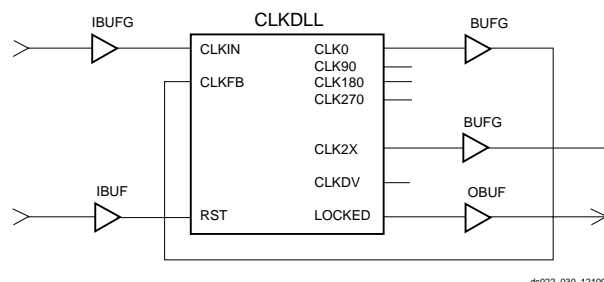 CLKDLL
IBUFG
BUFG
CLKIN
CLK0
CLK90
CLKFB
CLK180
CLK270
BUFG
CLK2X
CLKDV
IBUF
OBUF
RST
LOCKED